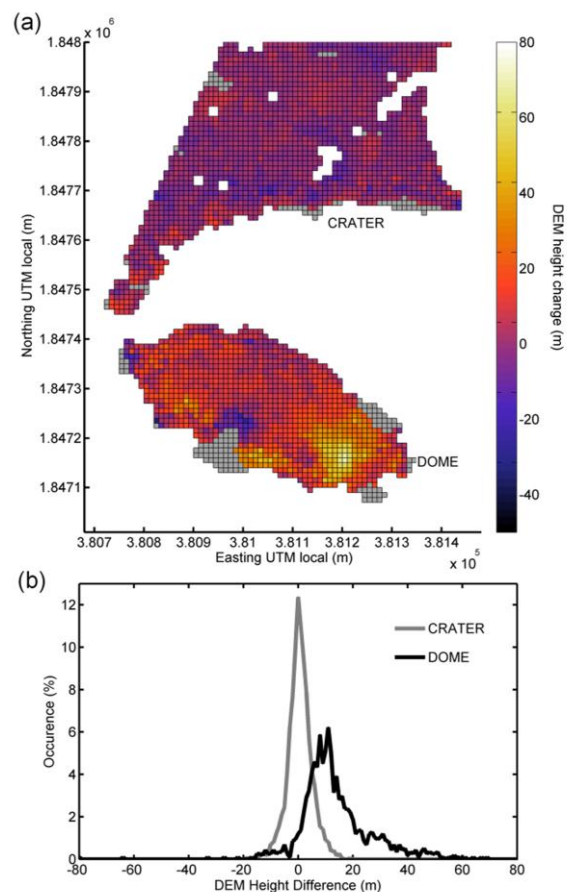 (a)
x 10⁶
1.848
1.8479
1.8478
1.8477
1.8476
1.8475
1.8474
1.8473
1.8472
1.8471
Northing UTM local (m)
CRATER
DOME
3.807 3.808 3.809 3.81 3.811 3.812 3.813 3.814
Easting UTM local (m)
x 10⁵
80
60
40
20
0
-20
-40
DEM height change (m)
(b)
12
10
8
6
4
2
0
Occurence (%)
CRATER
DOME
-80 -60 -40 -20 0 20 40 60 80
DEM Height Difference (m)